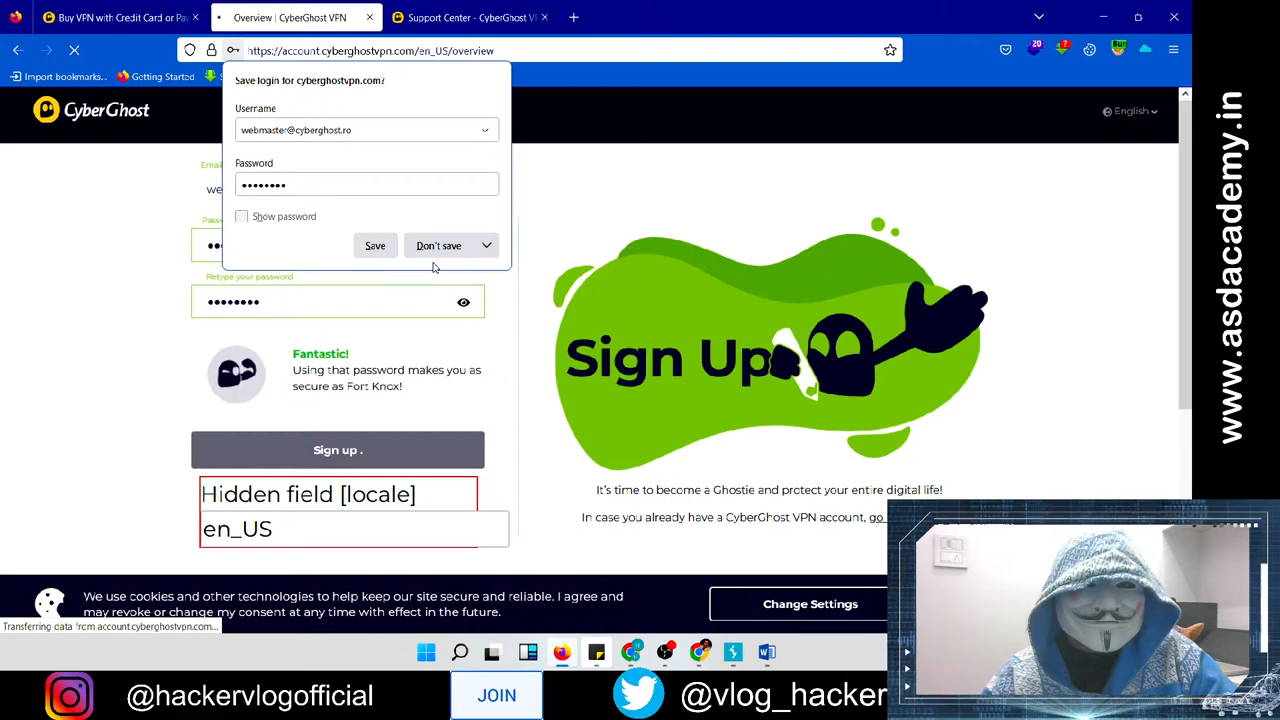 Buy VPN with Credit Card or Pa
Overview | CyberGhost VPN
Support Center - CyberGhost V
https://account.cyberghostvpn.com/en_US/overview
20
?
Bur
Import bookmarks...
Getting Started
S
CyberGhost
English
Save login for cyberghostvpn.com?
Username
webmaster@cyberghost.ro
Password
Show password
Save
Don't save
Email
we
Retype your password
Fantastic!
Using that password makes you as
secure as Fort Knox!
Sign up .
Hidden field [locale]
en_US
Sign Up
It's time to become a Ghostie and protect your entire digital life!
In case you already have a CyberGhost VPN account, go
We use cookies and other technologies to help keep our site secure and reliable. I agree and
may revoke or change my consent at any time with effect in the future.
Change Settings
Transferring data from account.cyberghostvpn.com...
@hackervlogofficial
JOIN
@vlog_hacker
www.asdacademy.in